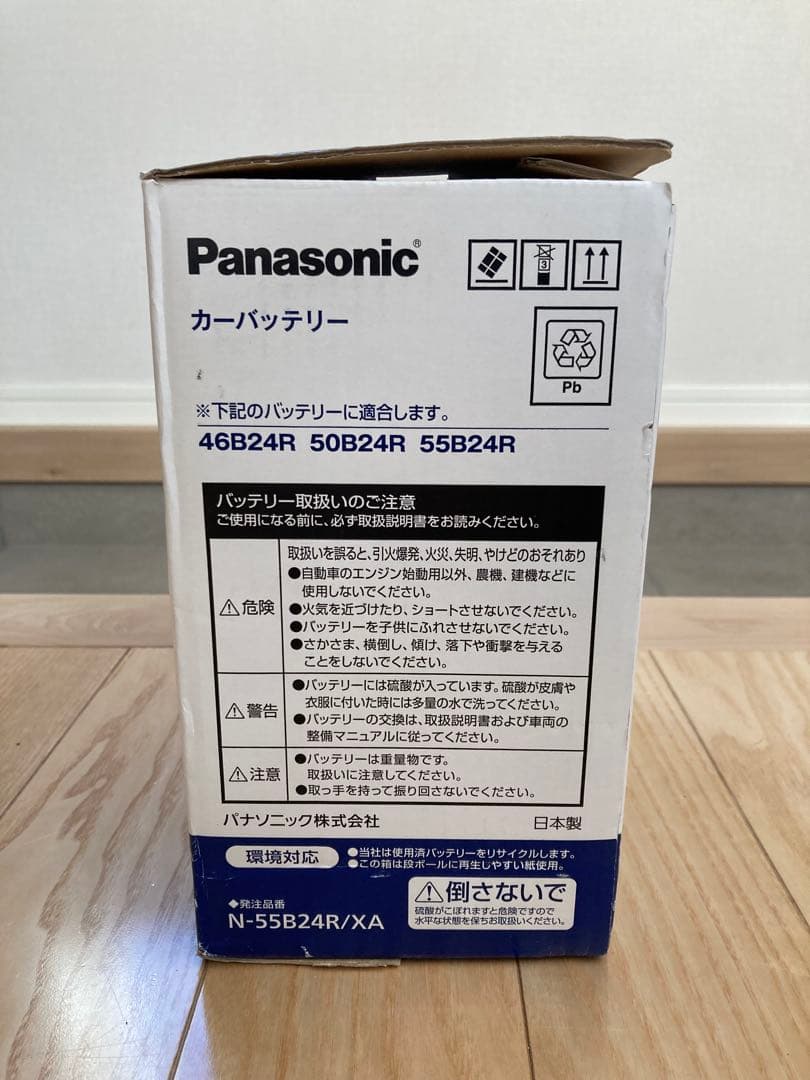 Panasonic®
3
カーバッテリー
Pb
※下記のバッテリーに適合します。
46B24R 50B24R 55B24R
バッテリー取扱いのご注意
ご使用になる前に、必ず取扱説明書をお読みください。
取扱いを誤ると、引火爆発、火災、失明、やけどのおそれあり
⚠危険
●自動車のエンジン始動用以外、農機、建機などに
使用しないでください。
●火気を近づけたり、ショートさせないでください。
●バッテリーを子供にふれさせないでください。
●さかさま、横倒し、傾け、落下や衝撃を与える
ことをしないでください。
⚠警告
●バッテリーには硫酸が入っています。硫酸が皮膚や
衣服に付いた時には多量の水で洗ってください。
●バッテリーの交換は、取扱説明書および車両の
整備マニュアルに従ってください。
⚠注意
●バッテリーは重量物です。
取扱いに注意してください。
●取っ手を持って振り回さないでください。
パナソニック株式会社
日本製
環境対応
●当社は使用済バッテリーをリサイクルします。
●この箱は段ボールに再生しやすい紙使用。
◆発注品番
N-55B24R/XA
⚠倒さないで
硫酸がこぼれますと危険ですので
水平な状態を保ちお取扱いください。